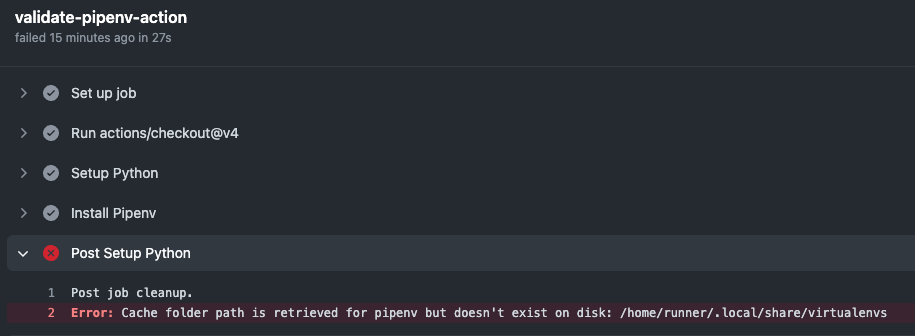 validate-pipenv-action
failed 15 minutes ago in 27s
Set up job
Run actions/checkout@v4
Setup Python
Install Pipenv
Post Setup Python
1 Post job cleanup.
2 Error: Cache folder path is retrieved for pipenv but doesn't exist on disk: /home/runner/.local/share/virtualenvs